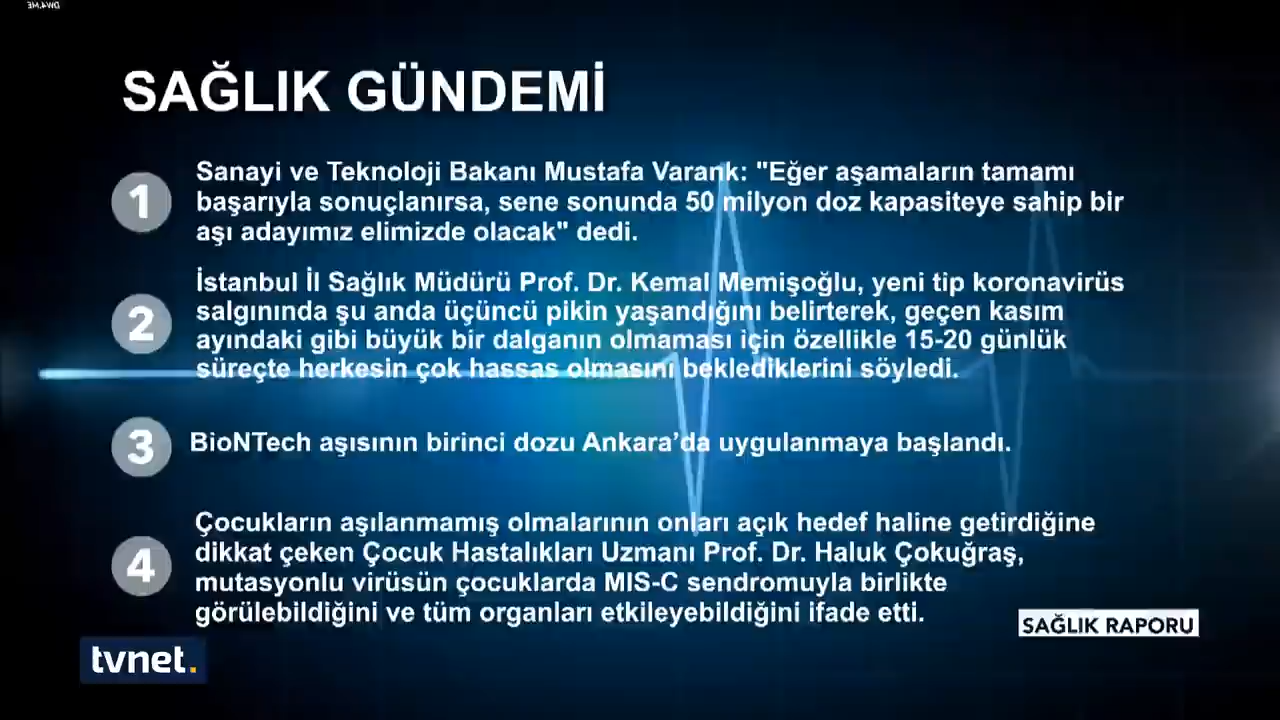 DW4.ME
SAĞLIK GÜNDEMİ
1
Sanayi ve Teknoloji Bakanı Mustafa Varank: "Eğer aşamaların tamamı
başarıyla sonuçlanırsa, sene sonunda 50 milyon doz kapasiteye sahip bir
aşı adayımız elimizde olacak" dedi.
2
İstanbul İl Sağlık Müdürü Prof. Dr. Kemal Memişoğlu, yeni tip koronavirüs
salgınında şu anda üçüncü pikin yaşandığını belirterek, geçen kasım
ayındaki gibi büyük bir dalganın olmaması için özellikle 15-20 günlük
süreçte herkesin çok hassas olmasını beklediklerini söyledi.
3
BioNTech aşısının birinci dozu Ankara’da uygulanmaya başlandı.
4
Çocukların aşılanmamış olmalarının onları açık hedef haline getirdiğine
dikkat çeken Çocuk Hastalıkları Uzmanı Prof. Dr. Haluk Çokuğraş,
mutasyonlu virüsün çocuklarda MIS-C sendromuyla birlikte
görülebildiğini ve tüm organları etkileyebildiğini ifade etti.
SAĞLIK RAPORU
tvnet.